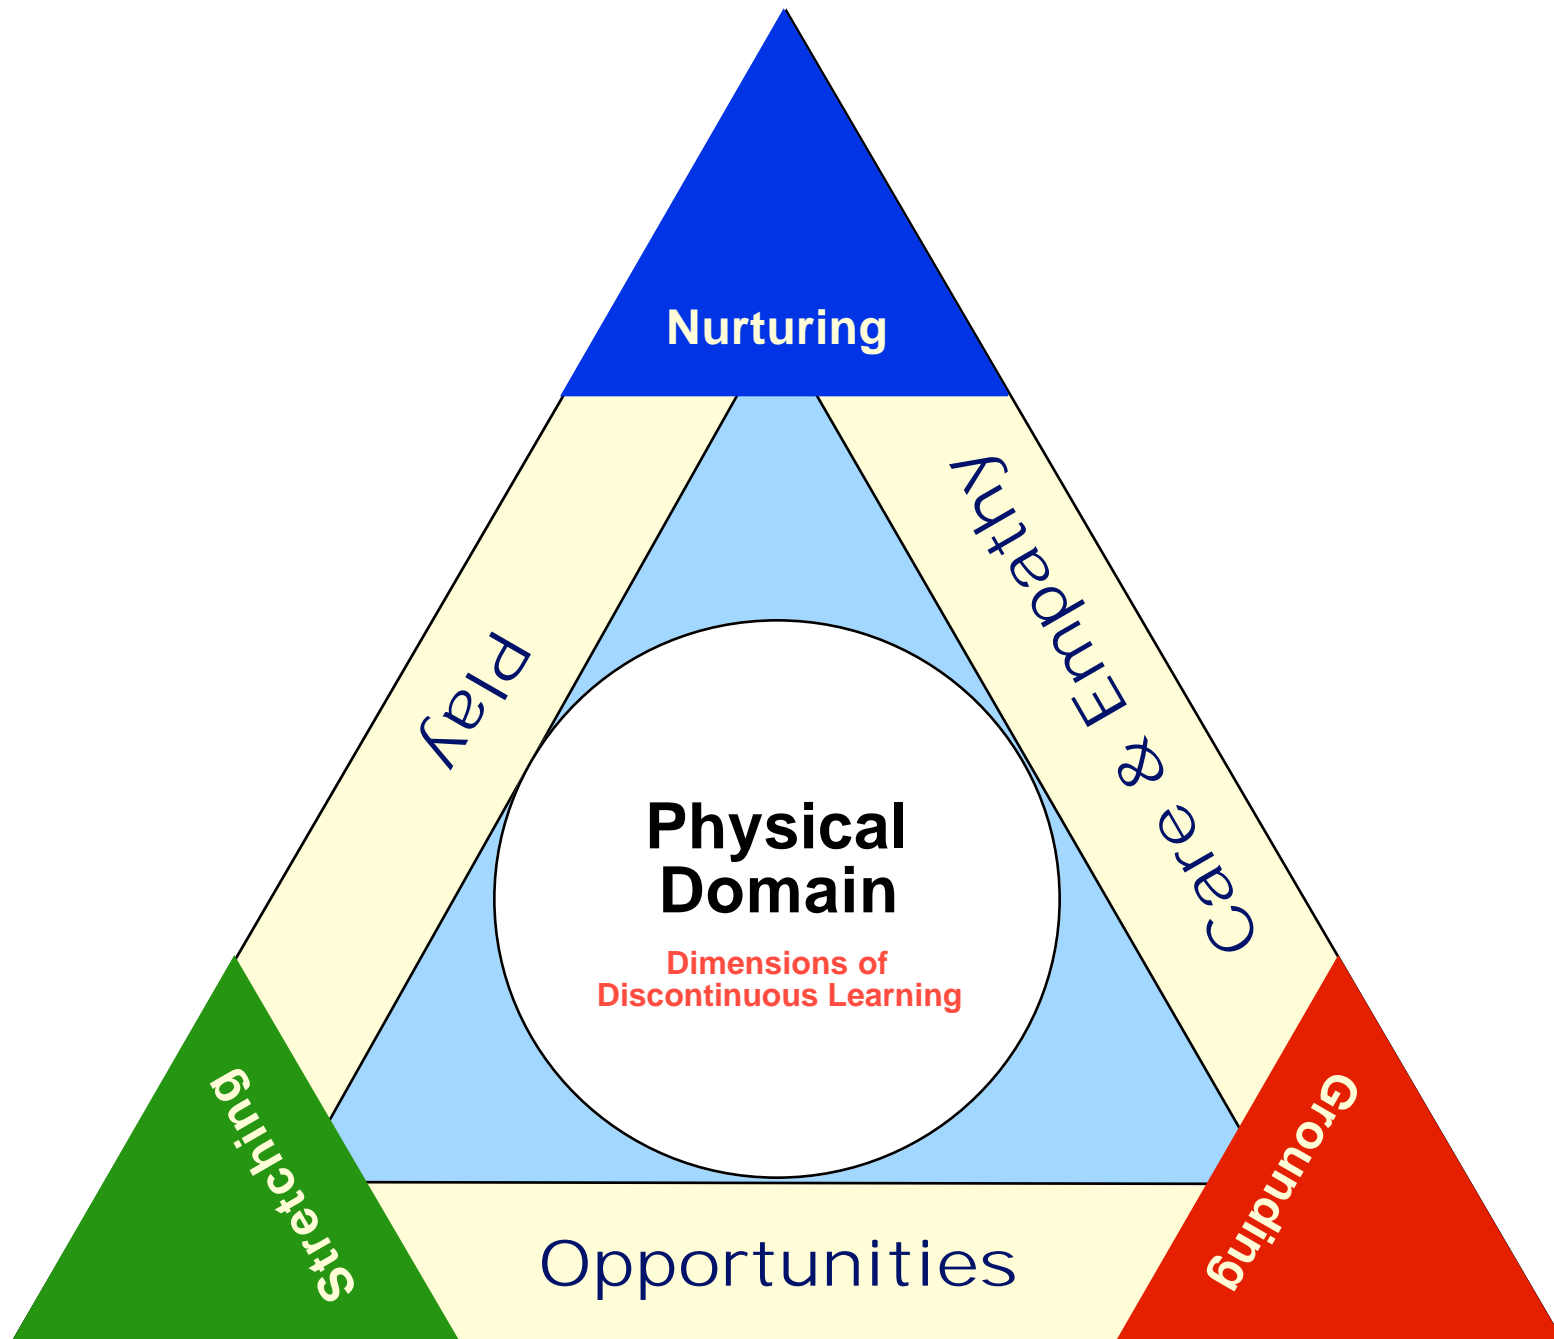 Nurturing
Play
Care & Empathy
Physical
Domain
Dimensions of
Discontinuous Learning
Stretching
Grounding
Opportunities